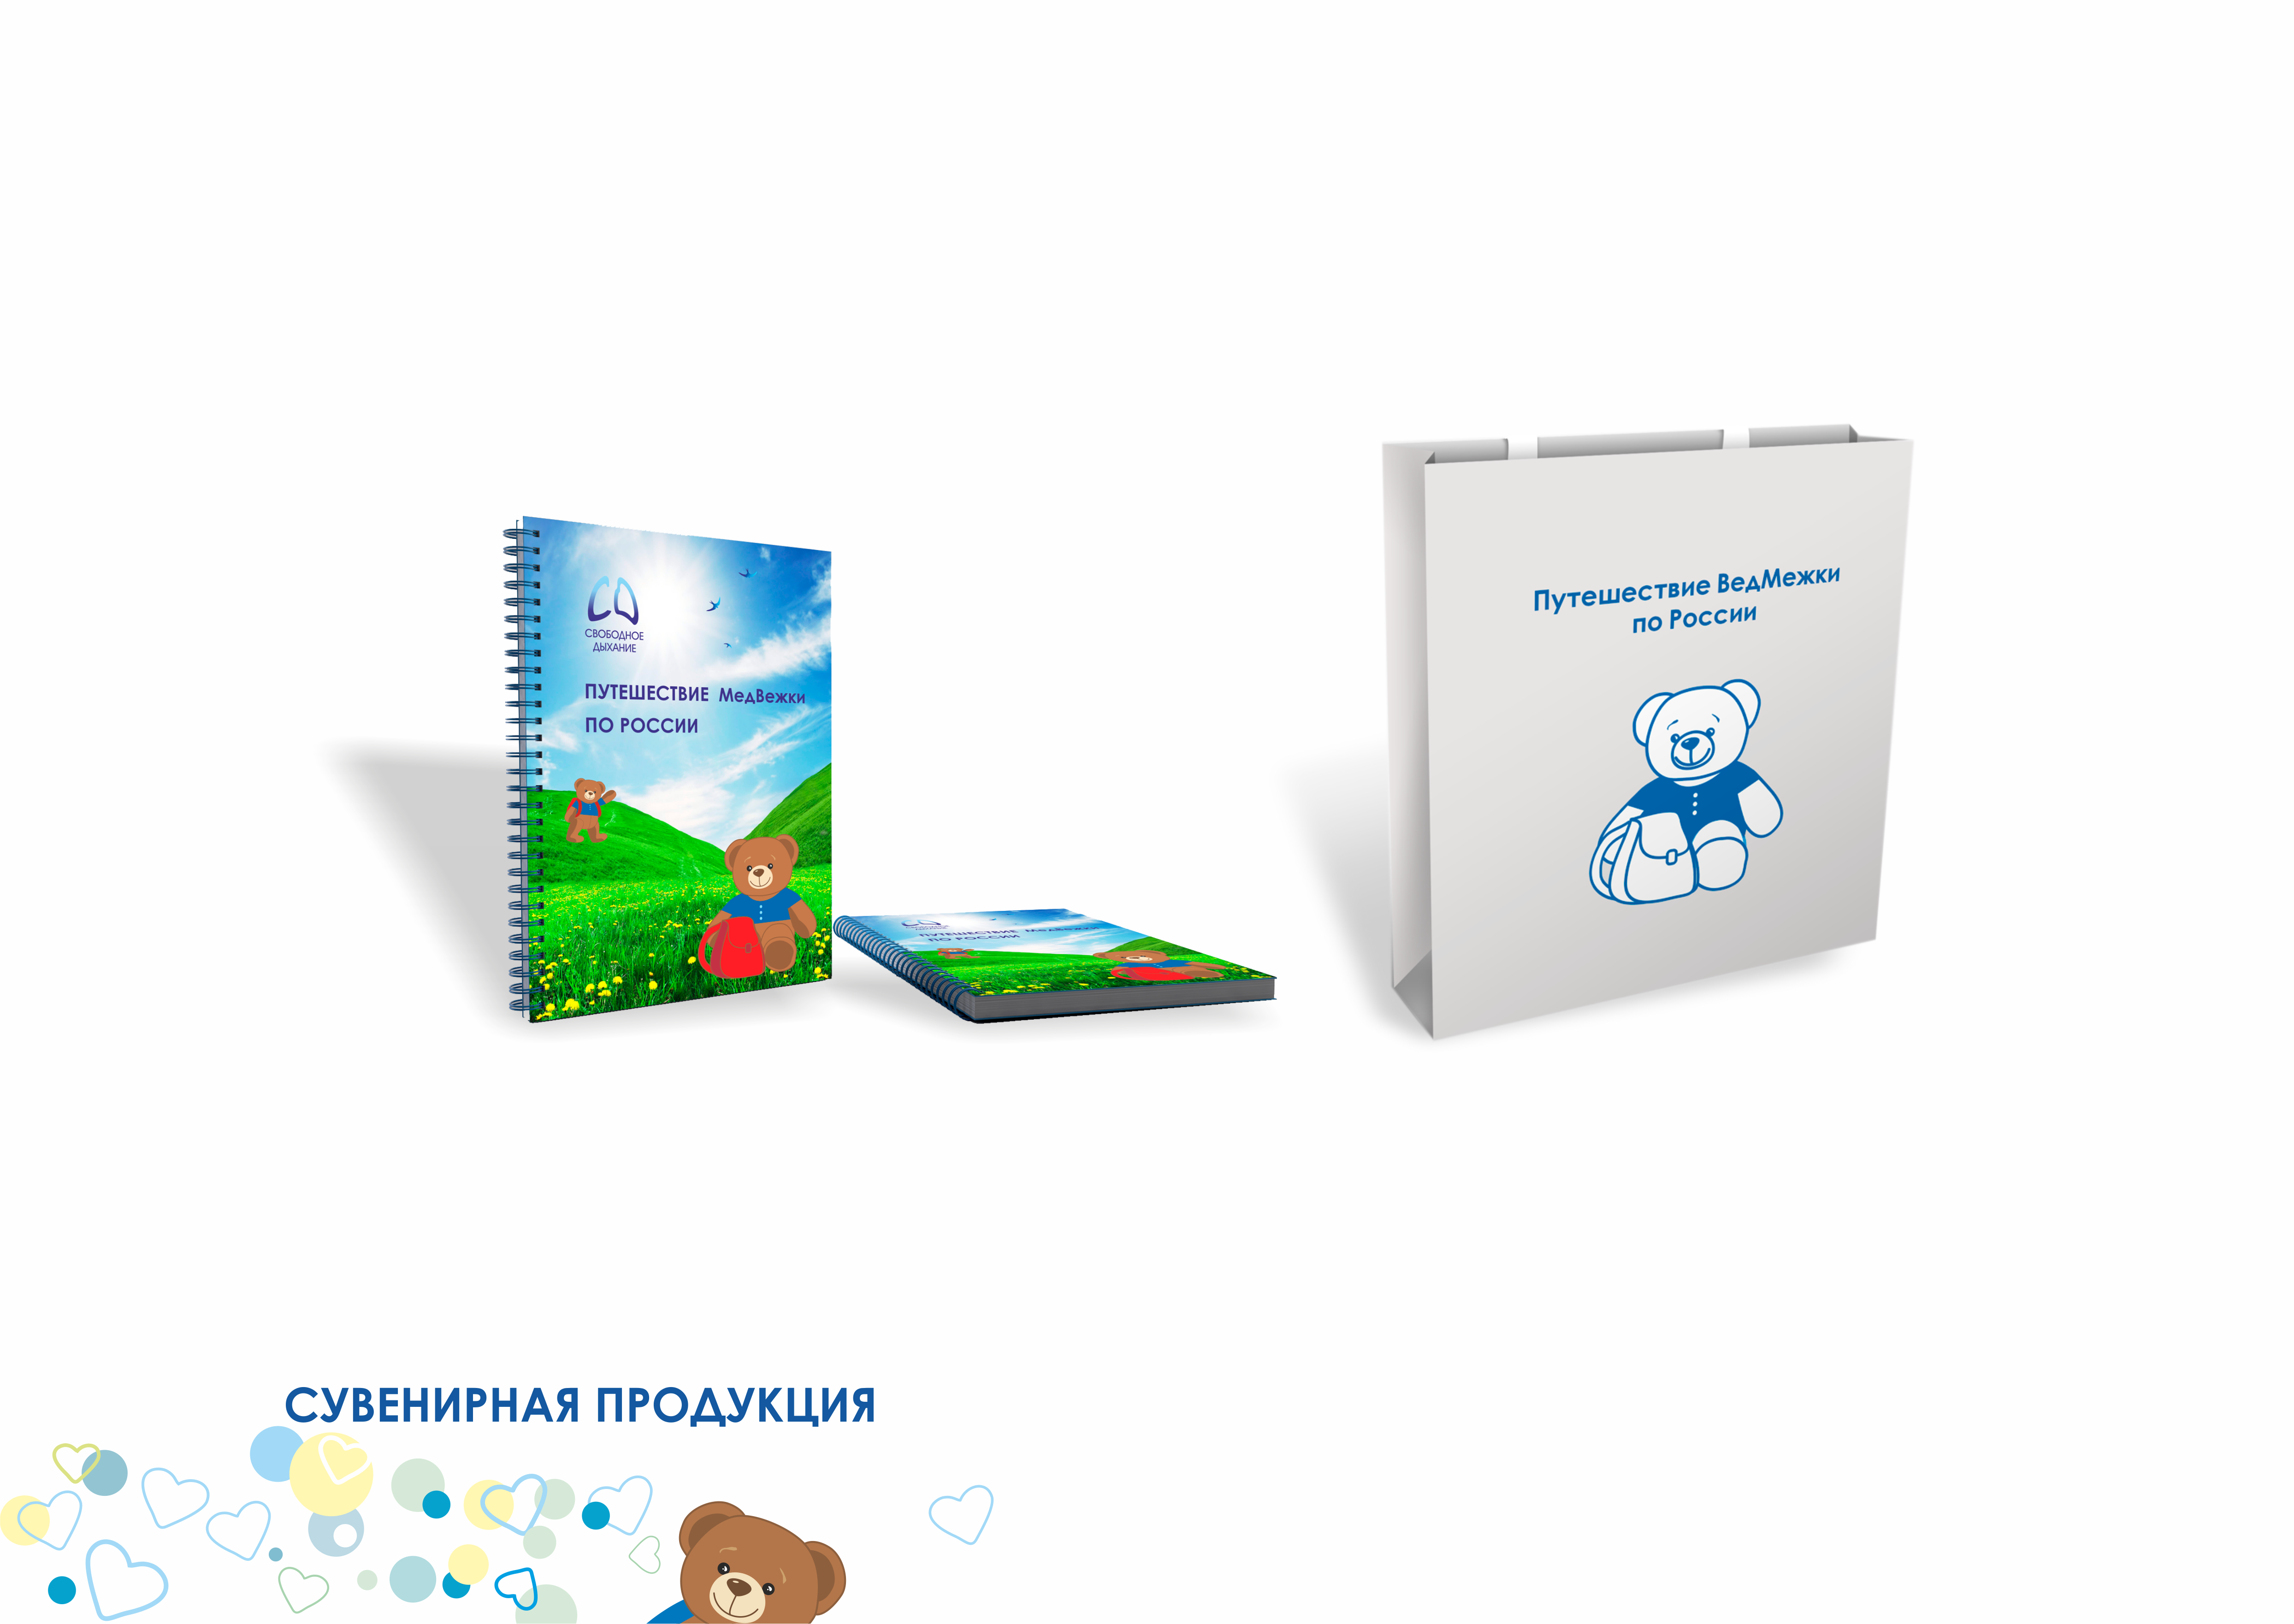 СВОБОДНОЕ
ДЫХАНИЕ
ПУТЕШЕСТВИЕ МедВежки
ПО РОССИИ
ПУТЕШЕСТВИЕ МедВежки
ПО РОССИИ
Путешествие ВедМежки
по России
СУВЕНИРНАЯ ПРОДУКЦИЯ